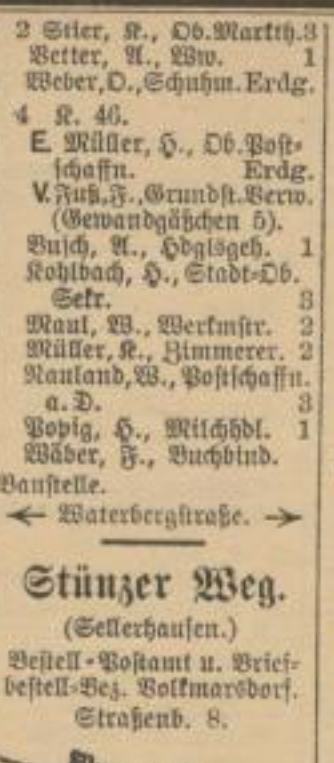 2 Stier, K., Ob.Markth. 3
Vetter, A., Ww. 1
Weber, O., Schuhm. Erdg.
4 K. 46.
E Müller, H., Ob.Post-
schaffn. Erdg.
V. Fuß, F., Grundst.Verw.
(Gewandgäßchen 5).
Busch, A., Hdglsgeh. 1
Kohlbach, H., Stadt-Ob.
Sekr. 3
Maul, W., Werkmstr. 2
Müller, K., Zimmerer. 2
Nauland, W., Postschaffn.
a. D. 3
Popig, H., Milchhdl. 1
Wäber, F., Buchbind.
Baustelle.
← Waterbergstraße. →
Stünzer Weg.
(Sellerhausen.)
Bestell-Postamt u. Brief-
bestell-Bez. Volkmarsdorf.
Straßenb. 8.